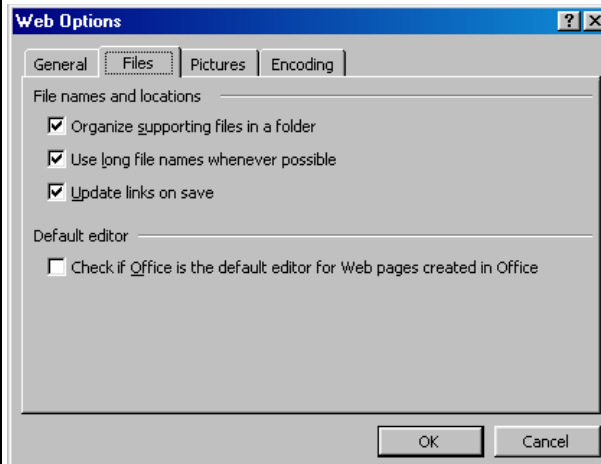 Web Options
General Files Pictures Encoding
File names and locations
Organize supporting files in a folder
Use long file names whenever possible
Update links on save
Default editor
Check if Office is the default editor for Web pages created in Office
OK Cancel